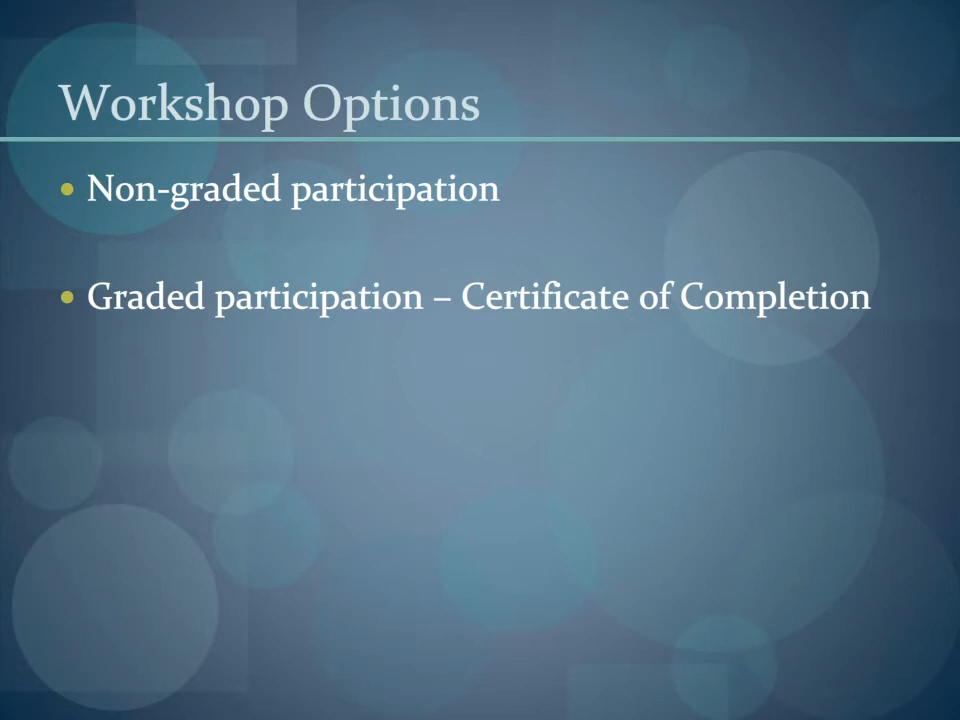 Workshop Options
• Non-graded participation
• Graded participation – Certificate of Completion